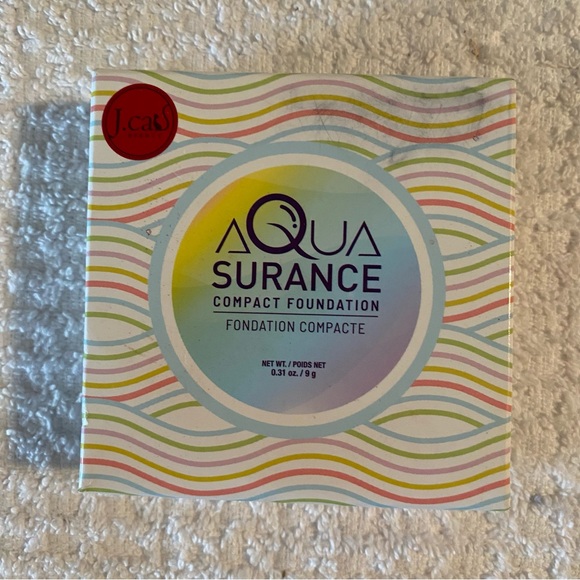 J.cat
AQUA
SURANCE
COMPACT FOUNDATION
FONDATION COMPACTE
NET WT. / POIDS NET
0.31 oz. / 9 g